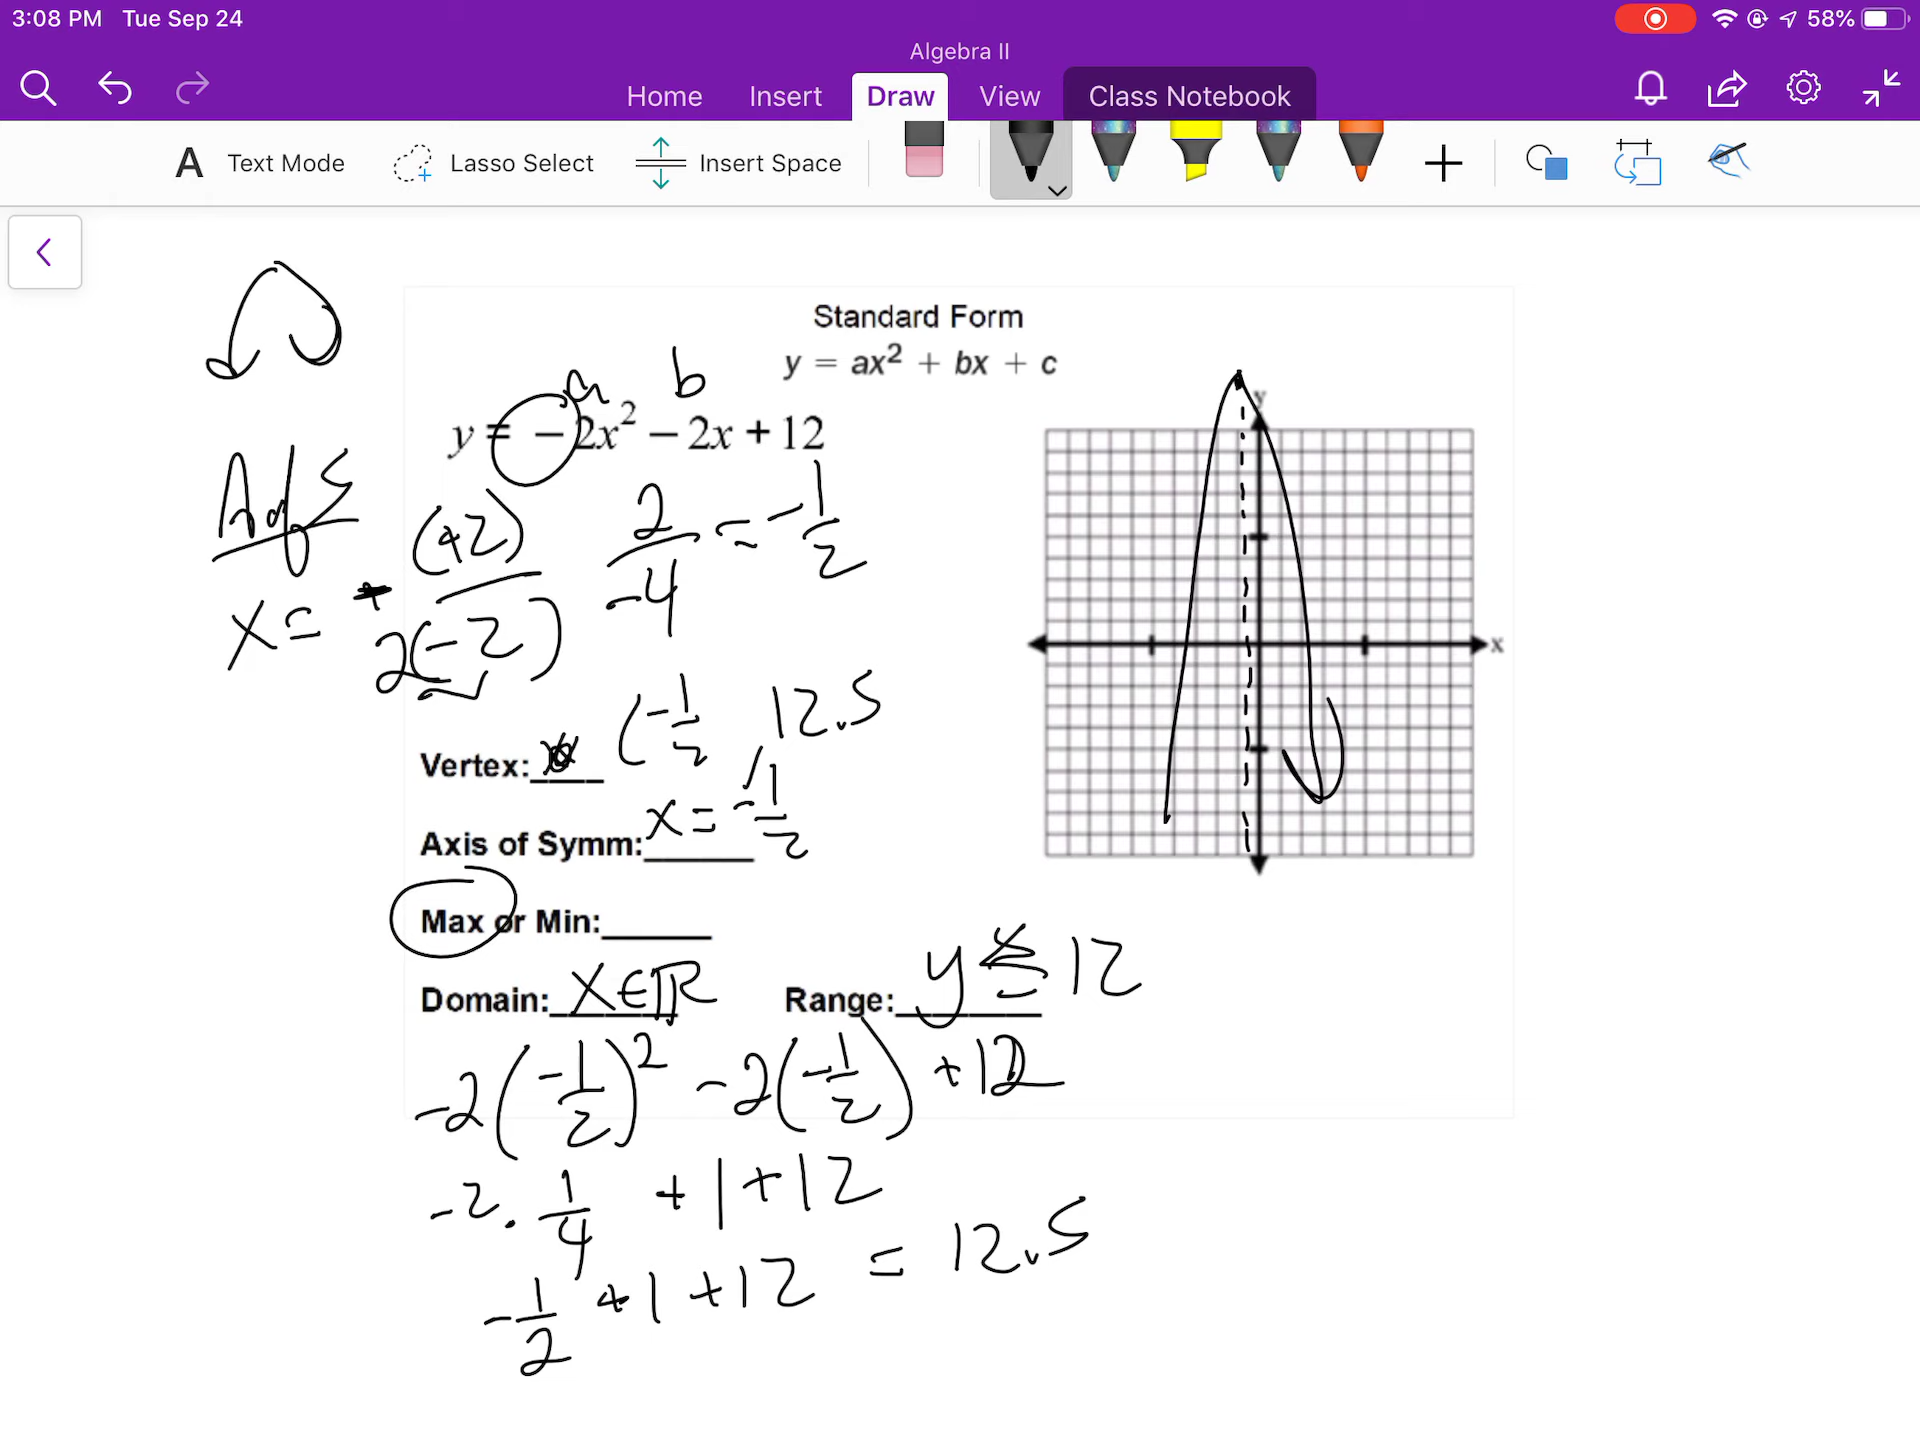 3:08 PM Tue Sep 24
58%
Algebra II
Home Insert Draw View Class Notebook
A Text Mode Lasso Select Insert Space
Standard Form
y = ax² + bx + c
a b
y = −2x² − 2x + 12
y
x
x = (+2) / 2(-2)
2/-4 = -1/2
Vertex: (-1/2, 12.5
Axis of Symm: x = -1/2
Max or Min:
Domain: X∈ℝ Range: y ≤ 12
-2(-1/2)² -2(-1/2) +12
-2 · 1/4 + 1 + 12
-1/2 + 1 + 12 = 12.5